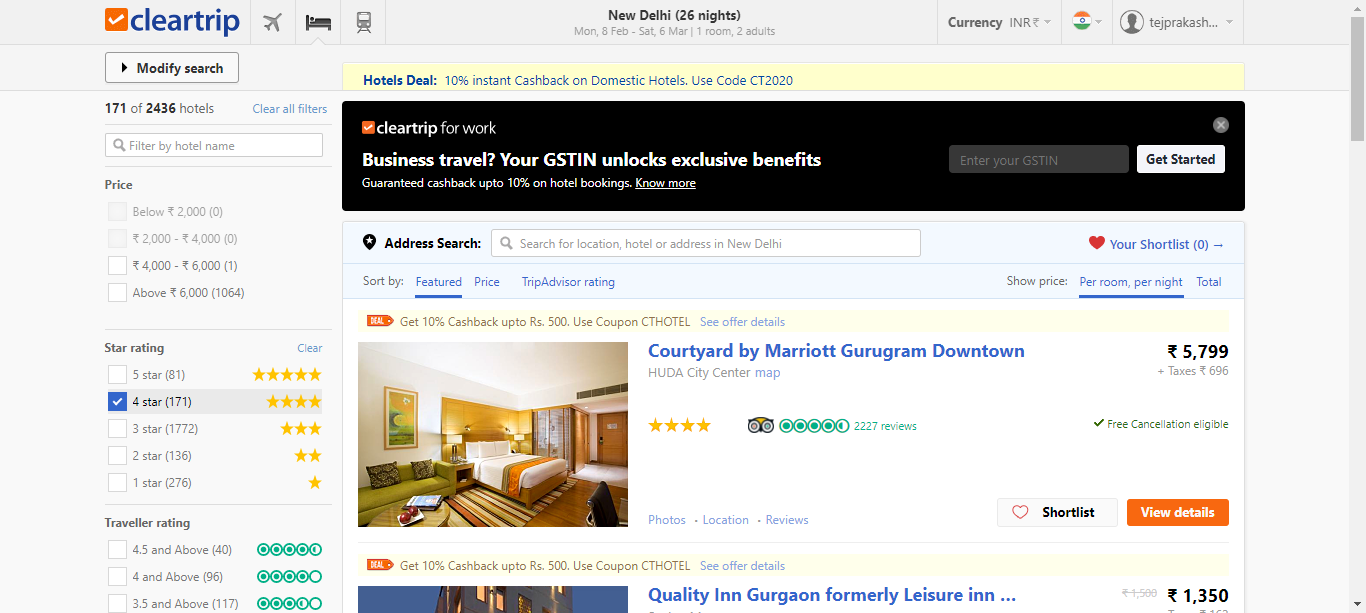 cleartrip
New Delhi (26 nights)
Mon, 8 Feb - Sat, 6 Mar | 1 room, 2 adults
Currency INR ₹
tejprakash...
Modify search
Hotels Deal: 10% instant Cashback on Domestic Hotels. Use Code CT2020
171 of 2436 hotels
Clear all filters
Filter by hotel name
Price
Below ₹ 2,000 (0)
₹ 2,000 - ₹ 4,000 (0)
₹ 4,000 - ₹ 6,000 (1)
Above ₹ 6,000 (1064)
Star rating
Clear
5 star (81)
4 star (171)
3 star (1772)
2 star (136)
1 star (276)
Traveller rating
4.5 and Above (40)
4 and Above (96)
3.5 and Above (117)
cleartrip for work
Business travel? Your GSTIN unlocks exclusive benefits
Guaranteed cashback upto 10% on hotel bookings. Know more
Enter your GSTIN
Get Started
Address Search:
Search for location, hotel or address in New Delhi
Your Shortlist (0) →
Sort by: Featured Price TripAdvisor rating
Show price: Per room, per night Total
DEAL Get 10% Cashback upto Rs. 500. Use Coupon CTHOTEL See offer details
Courtyard by Marriott Gurugram Downtown
₹ 5,799
HUDA City Center map
+ Taxes ₹ 696
2227 reviews
Free Cancellation eligible
Photos · Location · Reviews
Shortlist
View details
DEAL Get 10% Cashback upto Rs. 500. Use Coupon CTHOTEL See offer details
Quality Inn Gurgaon formerly Leisure inn ...
₹ 1,500 ₹ 1,350